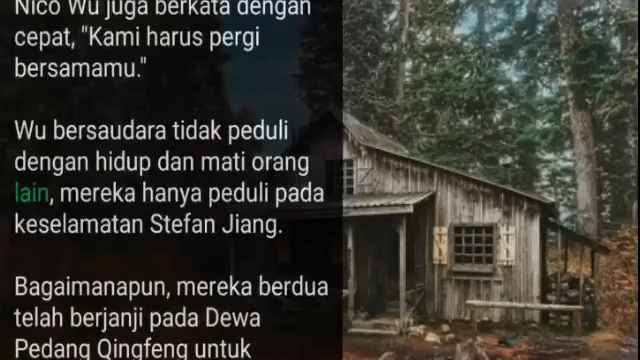 Nico Wu juga berkata dengan
cepat, "Kami harus pergi
bersamamu."
Wu bersaudara tidak peduli
dengan hidup dan mati orang
lain, mereka hanya peduli pada
keselamatan Stefan Jiang.
Bagaimanapun, mereka berdua
telah berjanji pada Dewa
Pedang Qingfeng untuk